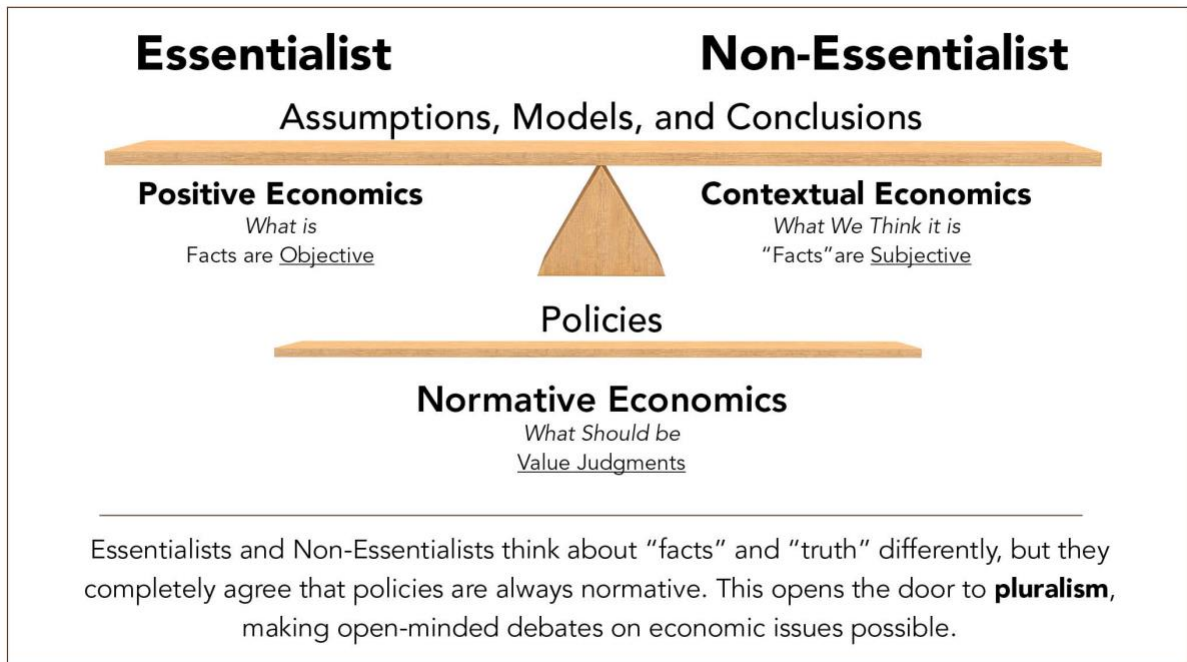 Essentialist
Non-Essentialist
Assumptions, Models, and Conclusions
Positive Economics
What is
Facts are Objective
Contextual Economics
What We Think it is
“Facts”are Subjective
Policies
Normative Economics
What Should be
Value Judgments
Essentialists and Non-Essentialists think about “facts” and “truth” differently, but they
completely agree that policies are always normative. This opens the door to pluralism,
making open-minded debates on economic issues possible.